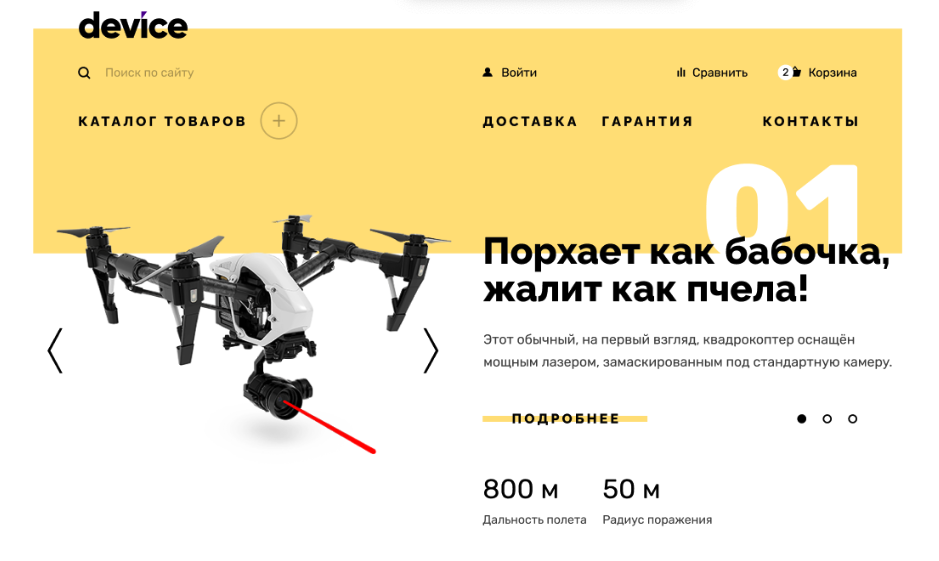 device
Поиск по сайту
Войти
Сравнить
2
Корзина
КАТАЛОГ ТОВАРОВ
ДОСТАВКА
ГАРАНТИЯ
КОНТАКТЫ
01
Порхает как бабочка,
жалит как пчела!
Этот обычный, на первый взгляд, квадрокоптер оснащён
мощным лазером, замаскированным под стандартную камеру.
ПОДРОБНЕЕ
800 м
50 м
Дальность полета
Радиус поражения